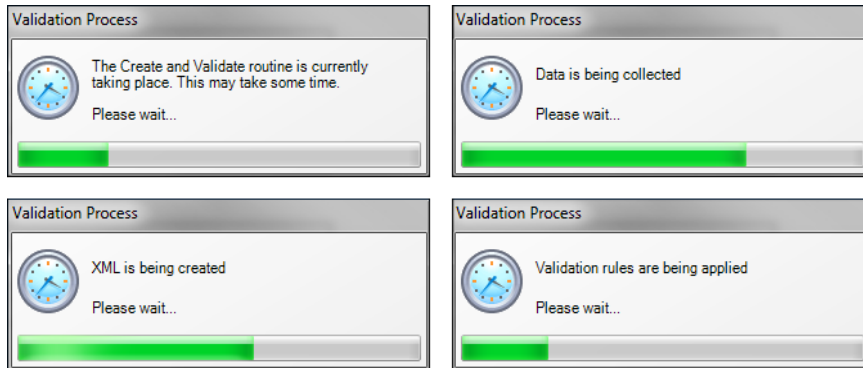 Validation Process
The Create and Validate routine is currently
taking place. This may take some time.
Please wait...
Validation Process
Data is being collected
Please wait...
Validation Process
XML is being created
Please wait...
Validation Process
Validation rules are being applied
Please wait...